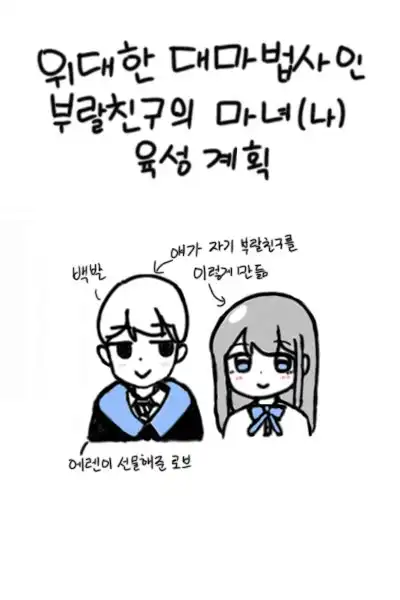 위대한 대마법사인
부랄친구의 마녀(나)
육성 계획
백발
얘가 자기 부랄친구를
이렇게 만듦
에렌이 선물해준 로브